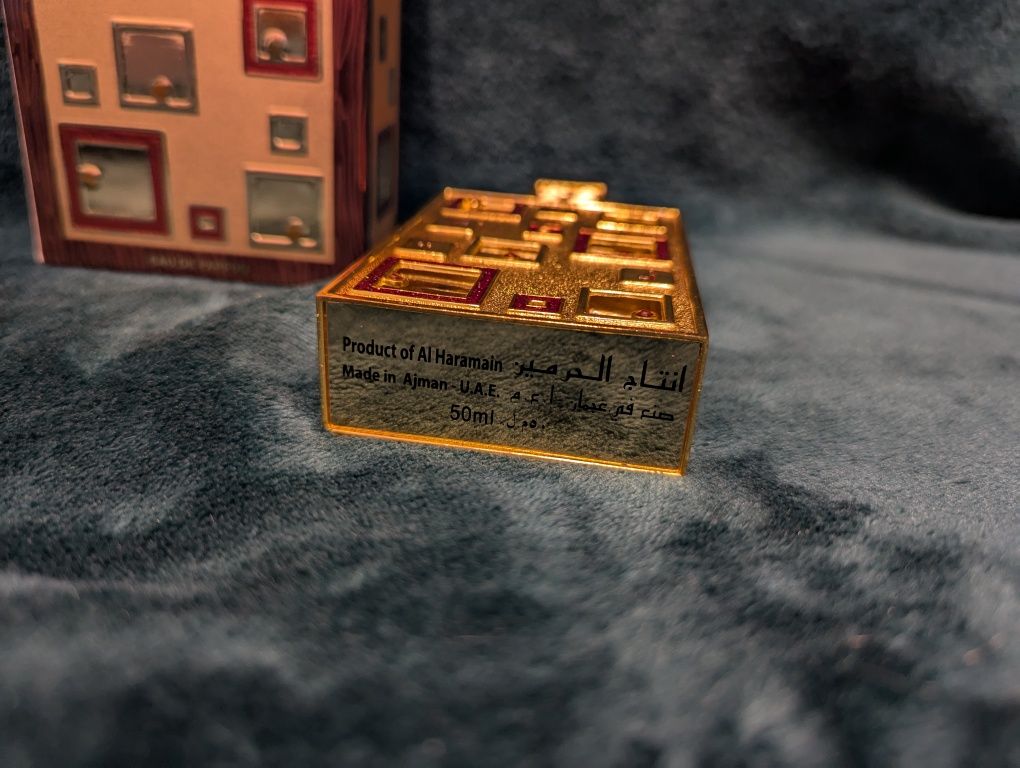 Product of Al Haramain انتاج الحرمين
Made in Ajman - U.A.E. صنع في عجمان - ا.ع.م
50ml ٥٠مل